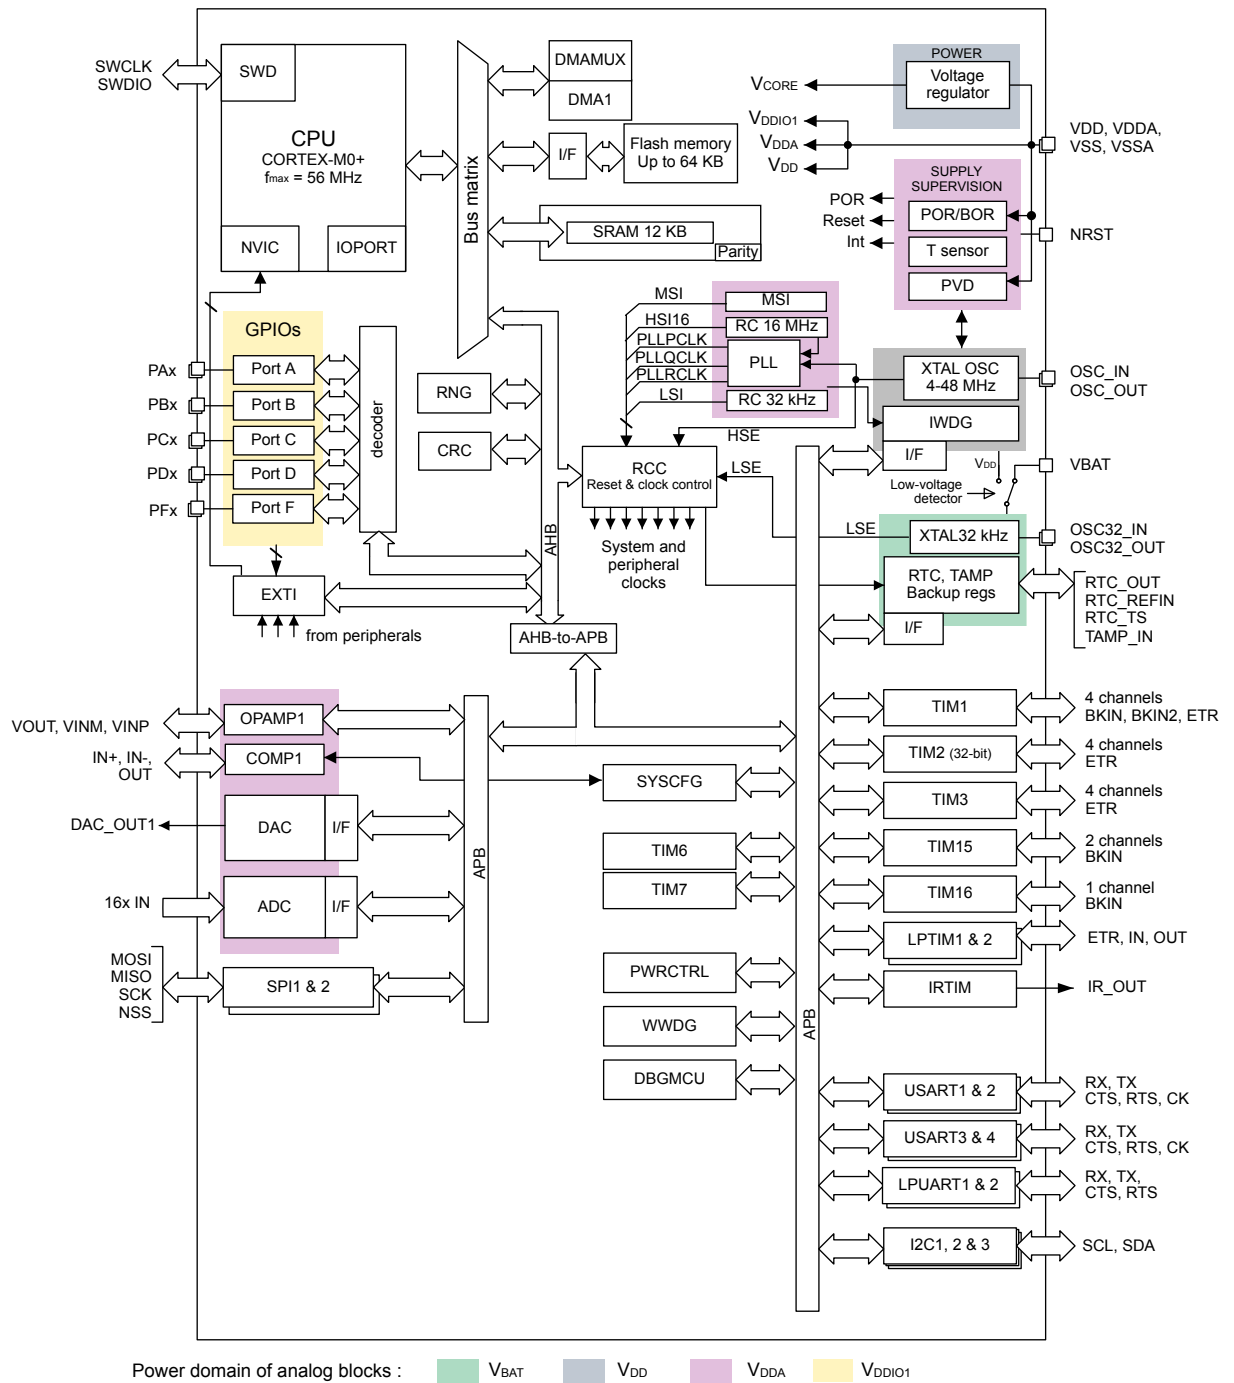 SWCLK
SWDIO
SWD
CPU
CORTEX-M0+
fmax = 56 MHz
NVIC
IOPORT
Bus matrix
DMAMUX
DMA1
I/F
Flash memory
Up to 64 KB
SRAM 12 KB
Parity
POWER
Voltage
regulator
VCORE
VDDIO1
VDDA
VDD
VDD, VDDA,
VSS, VSSA
SUPPLY
SUPERVISION
POR/BOR
T sensor
PVD
POR
Reset
Int
NRST
GPIOs
Port A
Port B
Port C
Port D
Port F
PAx
PBx
PCx
PDx
PFx
decoder
EXTI
from peripherals
RNG
CRC
AHB
AHB-to-APB
MSI
HSI16
PLLPCLK
PLLQCLK
PLLRCLK
LSI
MSI
RC 16 MHz
PLL
RC 32 kHz
HSE
RCC
Reset & clock control
LSE
System and
peripheral
clocks
XTAL OSC
4-48 MHz
IWDG
I/F
OSC_IN
OSC_OUT
VDD
Low-voltage
detector
VBAT
LSE
XTAL32 kHz
RTC, TAMP
Backup regs
I/F
OSC32_IN
OSC32_OUT
RTC_OUT
RTC_REFIN
RTC_TS
TAMP_IN
VOUT, VINM, VINP
OPAMP1
IN+, IN-,
OUT
COMP1
DAC_OUT1
DAC
I/F
16x IN
ADC
I/F
MOSI
MISO
SCK
NSS
SPI1 & 2
APB
SYSCFG
TIM6
TIM7
PWRCTRL
WWDG
DBGMCU
APB
TIM1
4 channels
BKIN, BKIN2, ETR
TIM2 (32-bit)
4 channels
ETR
TIM3
4 channels
ETR
TIM15
2 channels
BKIN
TIM16
1 channel
BKIN
LPTIM1 & 2
ETR, IN, OUT
IRTIM
IR_OUT
USART1 & 2
RX, TX
CTS, RTS, CK
USART3 & 4
RX, TX
CTS, RTS, CK
LPUART1 & 2
RX, TX,
CTS, RTS
I2C1, 2 & 3
SCL, SDA
Power domain of analog blocks :
VBAT
VDD
VDDA
VDDIO1